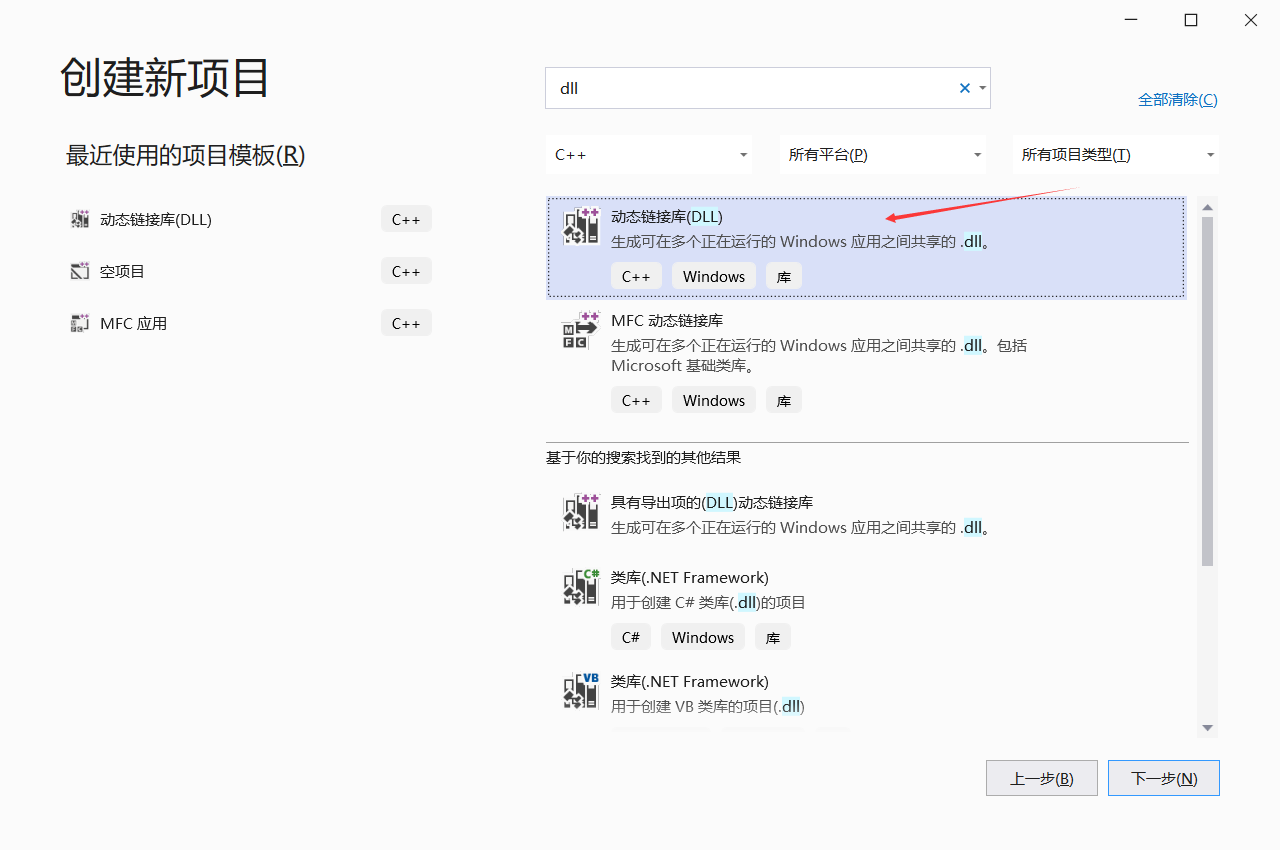 创建新项目
最近使用的项目模板(R)
动态链接库(DLL)
C++
空项目
C++
MFC 应用
C++
dll
全部清除(C)
C++
所有平台(P)
所有项目类型(T)
动态链接库(DLL)
生成可在多个正在运行的 Windows 应用之间共享的 .dll。
C++ Windows 库
MFC 动态链接库
生成可在多个正在运行的 Windows 应用之间共享的 .dll。包括
Microsoft 基础类库。
C++ Windows 库
基于你的搜索找到的其他结果
具有导出项的(DLL)动态链接库
生成可在多个正在运行的 Windows 应用之间共享的 .dll。
类库(.NET Framework)
用于创建 C# 类库(.dll)的项目
C# Windows 库
类库(.NET Framework)
用于创建 VB 类库的项目(.dll)
上一步(B)
下一步(N)